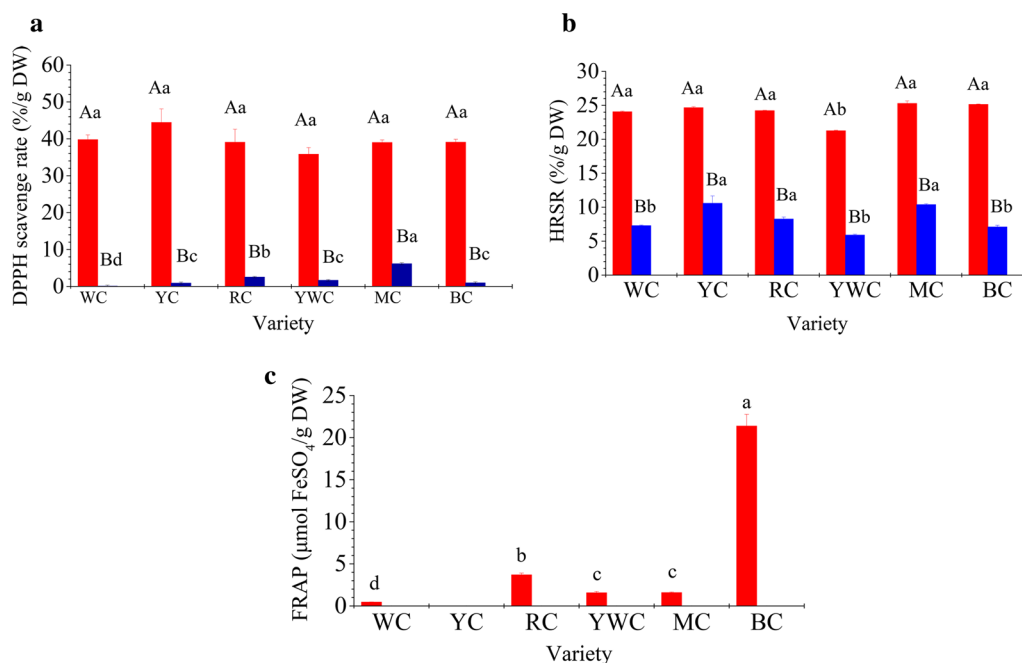 a
DPPH scavenge rate (%/g DW)
60
50
40
30
20
10
0
Aa Aa Aa Aa Aa Aa
Bd Bc Bb Bc Ba Bc
WC YC RC YWC MC BC
Variety
b
HRSR (%/g DW)
30
25
20
15
10
5
0
Aa Aa Aa Ab Aa Aa
Bb Ba Ba Bb Ba Bb
WC YC RC YWC MC BC
Variety
c
FRAP (μmol FeSO₄/g DW)
25
20
15
10
5
0
d b c c a
WC YC RC YWC MC BC
Variety